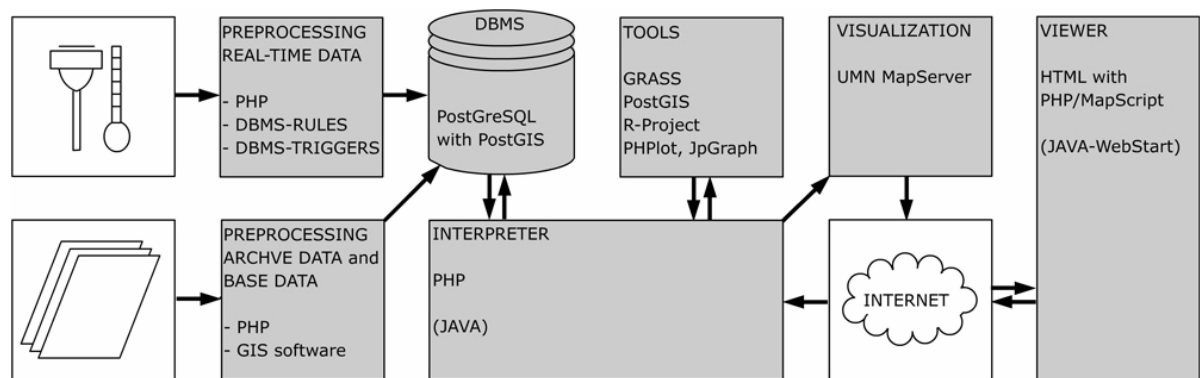 PREPROCESSING
REAL-TIME DATA
- PHP
- DBMS-RULES
- DBMS-TRIGGERS
DBMS
PostGreSQL
with PostGIS
TOOLS
GRASS
PostGIS
R-Project
PHPlot, JpGraph
VISUALIZATION
UMN MapServer
VIEWER
HTML with
PHP/MapScript
(JAVA-WebStart)
PREPROCESSING
ARCHVE DATA and
BASE DATA
- PHP
- GIS software
INTERPRETER
PHP
(JAVA)
INTERNET